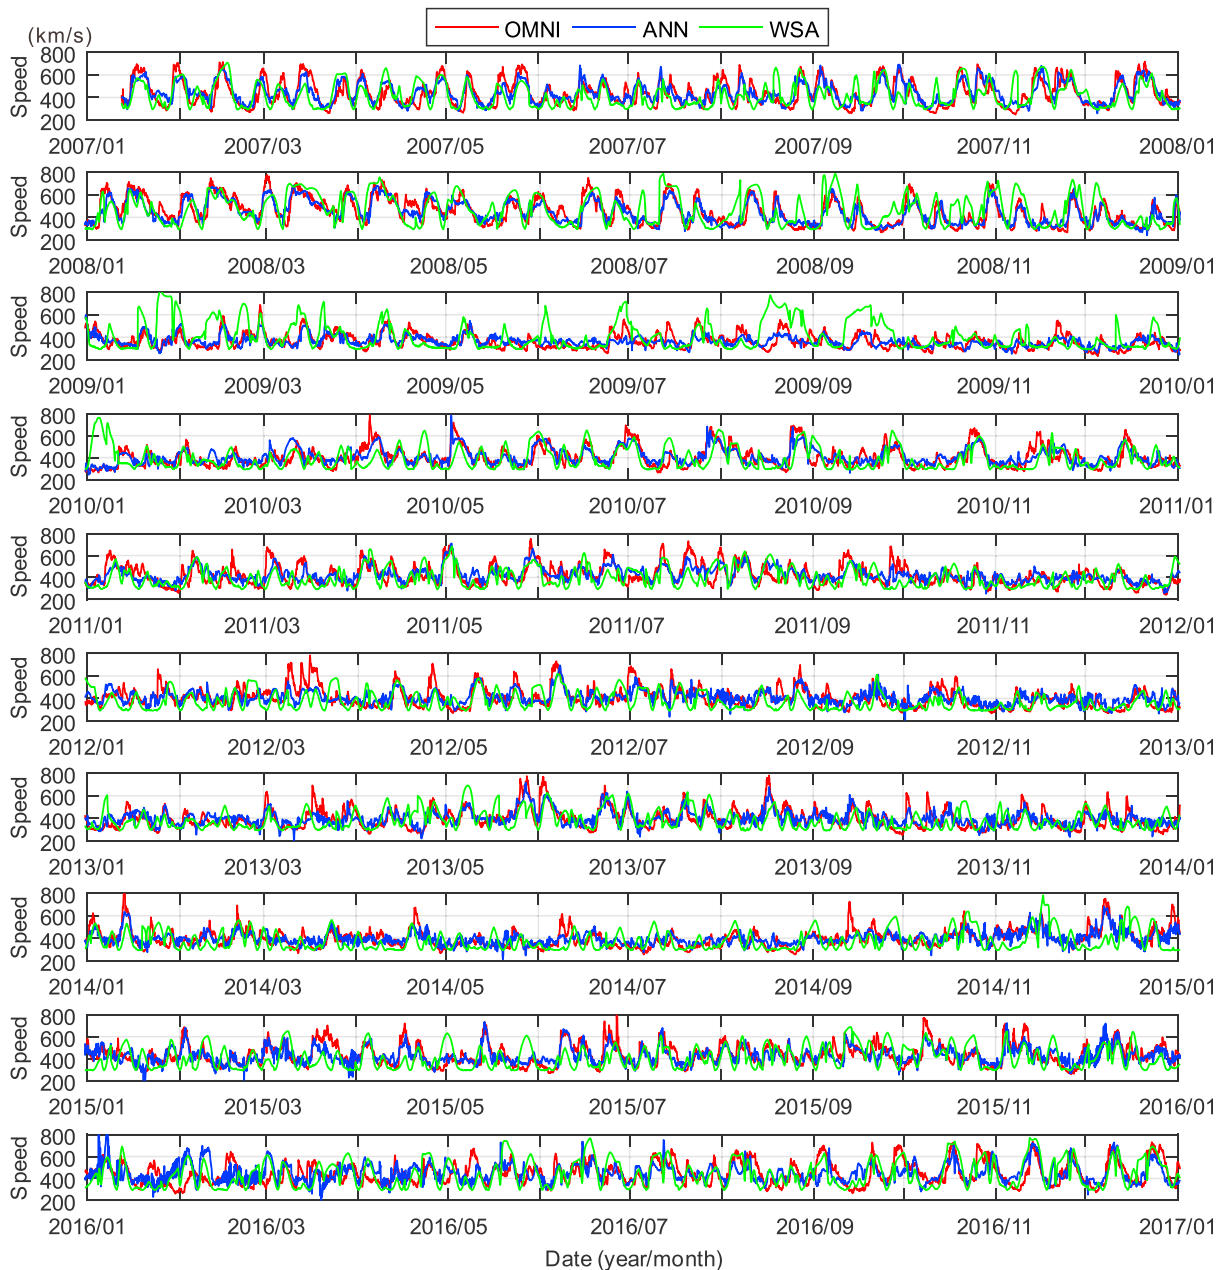 OMNI ANN WSA
(km/s)
Speed 800 600 400 200
2007/01 2007/03 2007/05 2007/07 2007/09 2007/11 2008/01
Speed 800 600 400 200
2008/01 2008/03 2008/05 2008/07 2008/09 2008/11 2009/01
Speed 800 600 400 200
2009/01 2009/03 2009/05 2009/07 2009/09 2009/11 2010/01
Speed 800 600 400 200
2010/01 2010/03 2010/05 2010/07 2010/09 2010/11 2011/01
Speed 800 600 400 200
2011/01 2011/03 2011/05 2011/07 2011/09 2011/11 2012/01
Speed 800 600 400 200
2012/01 2012/03 2012/05 2012/07 2012/09 2012/11 2013/01
Speed 800 600 400 200
2013/01 2013/03 2013/05 2013/07 2013/09 2013/11 2014/01
Speed 800 600 400 200
2014/01 2014/03 2014/05 2014/07 2014/09 2014/11 2015/01
Speed 800 600 400 200
2015/01 2015/03 2015/05 2015/07 2015/09 2015/11 2016/01
Speed 800 600 400 200
2016/01 2016/03 2016/05 2016/07 2016/09 2016/11 2017/01
Date (year/month)